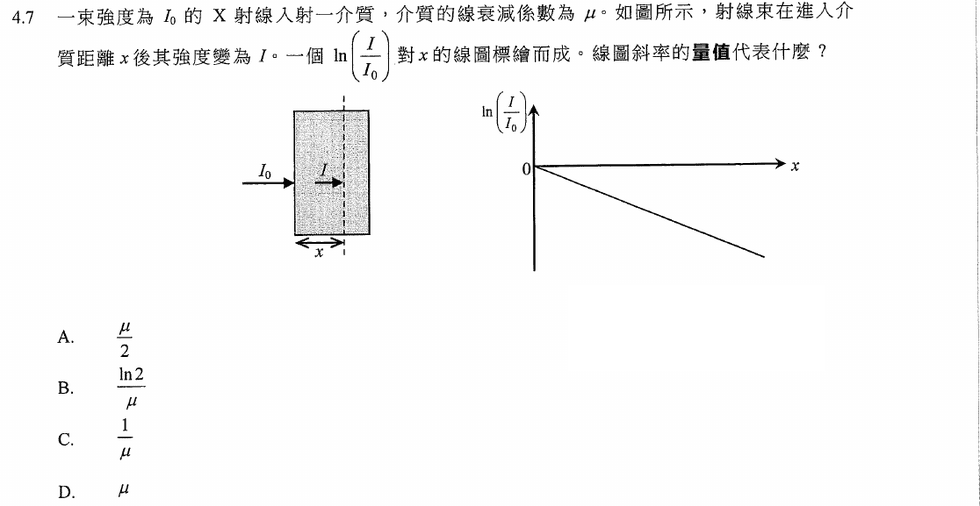 4.7 一束強度為 I₀ 的 X 射線入射一介質，介質的線衰減係數為 μ。如圖所示，射線束在進入介
質距離 x 後其強度變為 I。一個 ln(I/I₀) 對 x 的線圖標繪而成。線圖斜率的量值代表什麼？
I₀ I x
ln(I/I₀) 0 x
A. μ/2
B. ln2/μ
C. 1/μ
D. μ